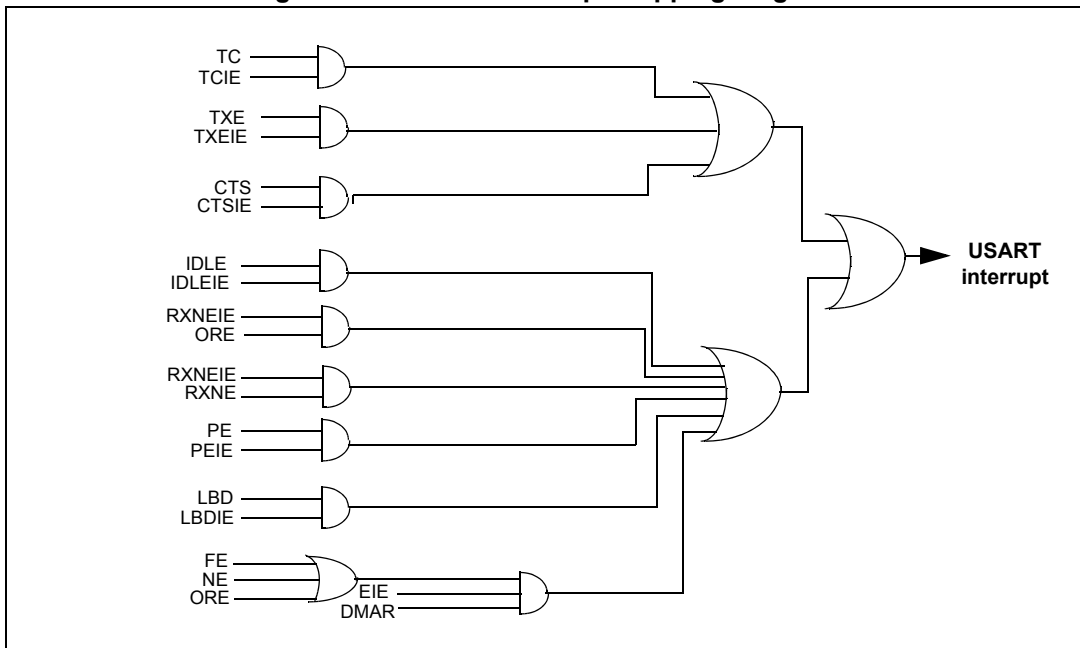 TC
TCIE
TXE
TXEIE
CTS
CTSIE
IDLE
IDLEIE
RXNEIE
ORE
RXNEIE
RXNE
PE
PEIE
LBD
LBDIE
FE
NE
ORE
EIE
DMAR
USART
interrupt